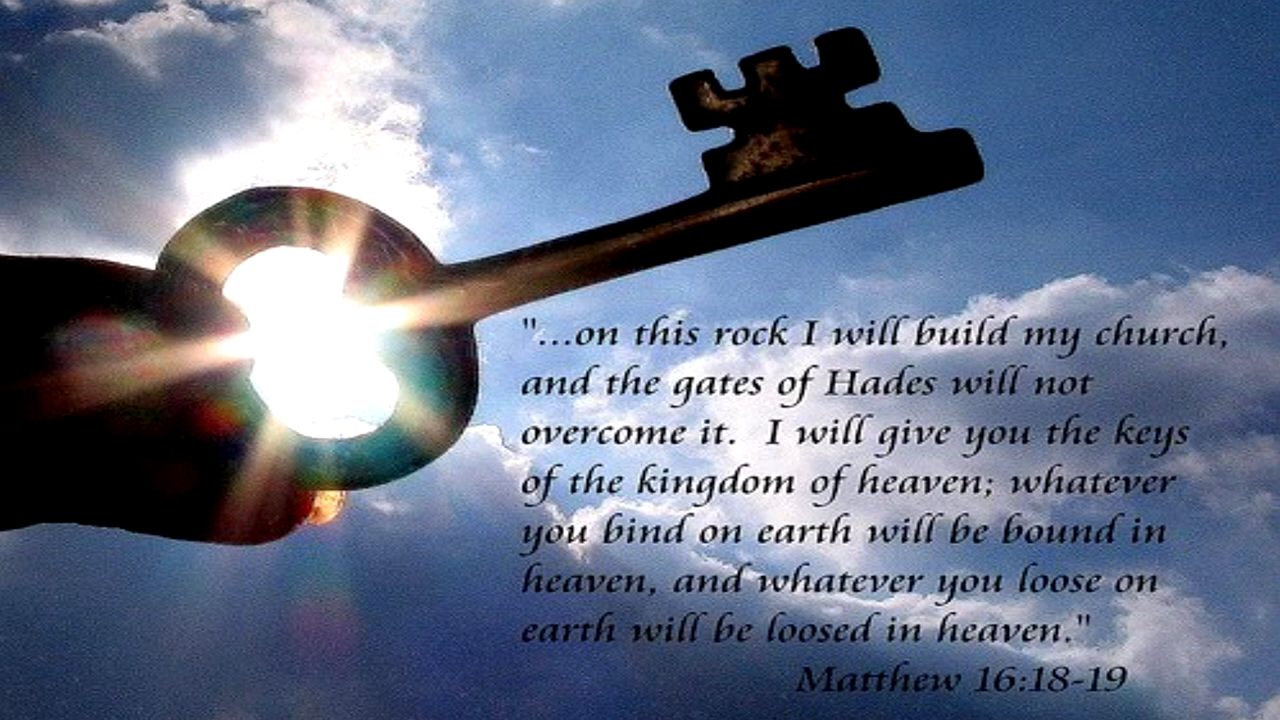 "...on this rock I will build my church,
and the gates of Hades will not
overcome it.  I will give you the keys
of the kingdom of heaven; whatever
you bind on earth will be bound in
heaven, and whatever you loose on
earth will be loosed in heaven."
Matthew 16:18-19